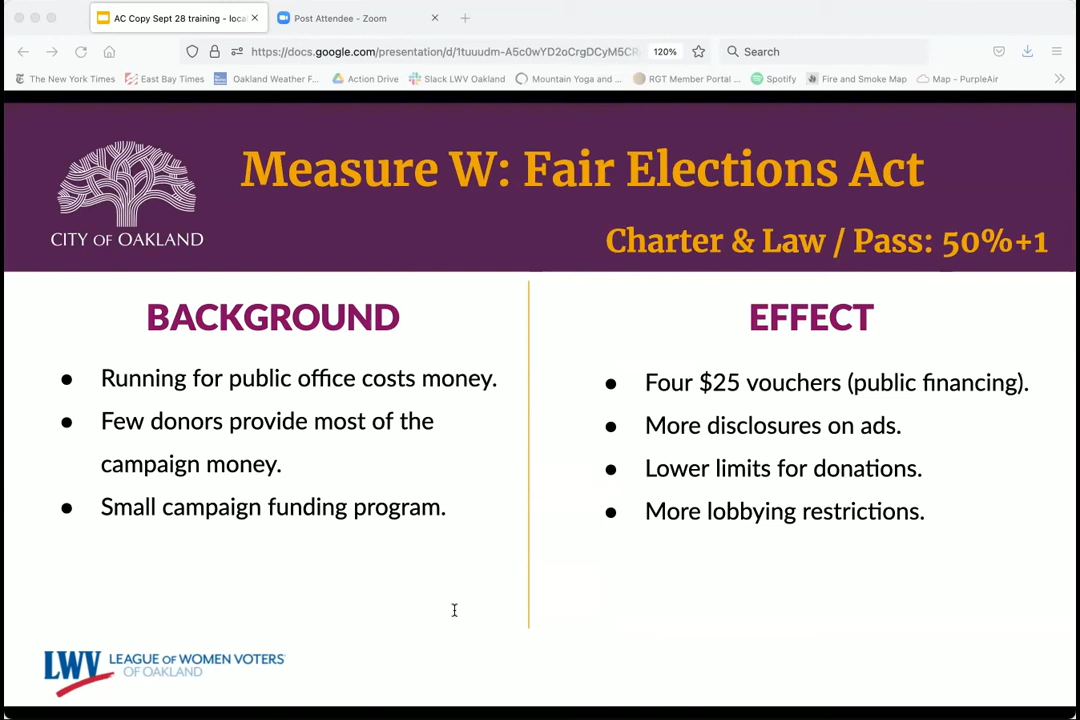 AC Copy Sept 28 training - loca
Post Attendee - Zoom
https://docs.google.com/presentation/d/1tuuudm-A5c0wYD2oCrgDCyM5CR
120%
Search
The New York Times
East Bay Times
Oakland Weather F...
Action Drive
Slack LWV Oakland
Mountain Yoga and ...
RGT Member Portal ...
Spotify
Fire and Smoke Map
Map - PurpleAir
CITY OF OAKLAND
Measure W: Fair Elections Act
Charter & Law / Pass: 50%+1
BACKGROUND
● Running for public office costs money.
● Few donors provide most of the
campaign money.
● Small campaign funding program.
EFFECT
● Four $25 vouchers (public financing).
● More disclosures on ads.
● Lower limits for donations.
● More lobbying restrictions.
LWV LEAGUE OF WOMEN VOTERS®
OF OAKLAND